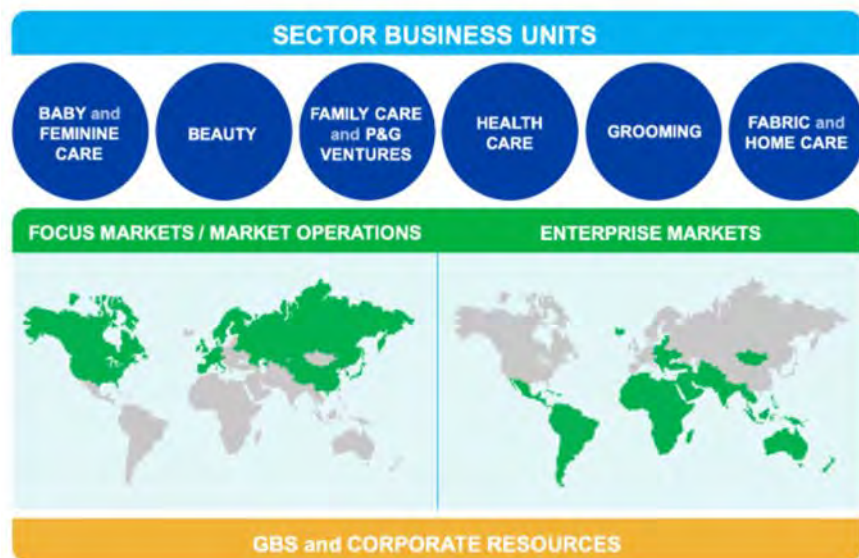 SECTOR BUSINESS UNITS
BABY and
FEMININE
CARE
BEAUTY
FAMILY CARE
and P&G
VENTURES
HEALTH
CARE
GROOMING
FABRIC and
HOME CARE
FOCUS MARKETS / MARKET OPERATIONS
ENTERPRISE MARKETS
GBS and CORPORATE RESOURCES